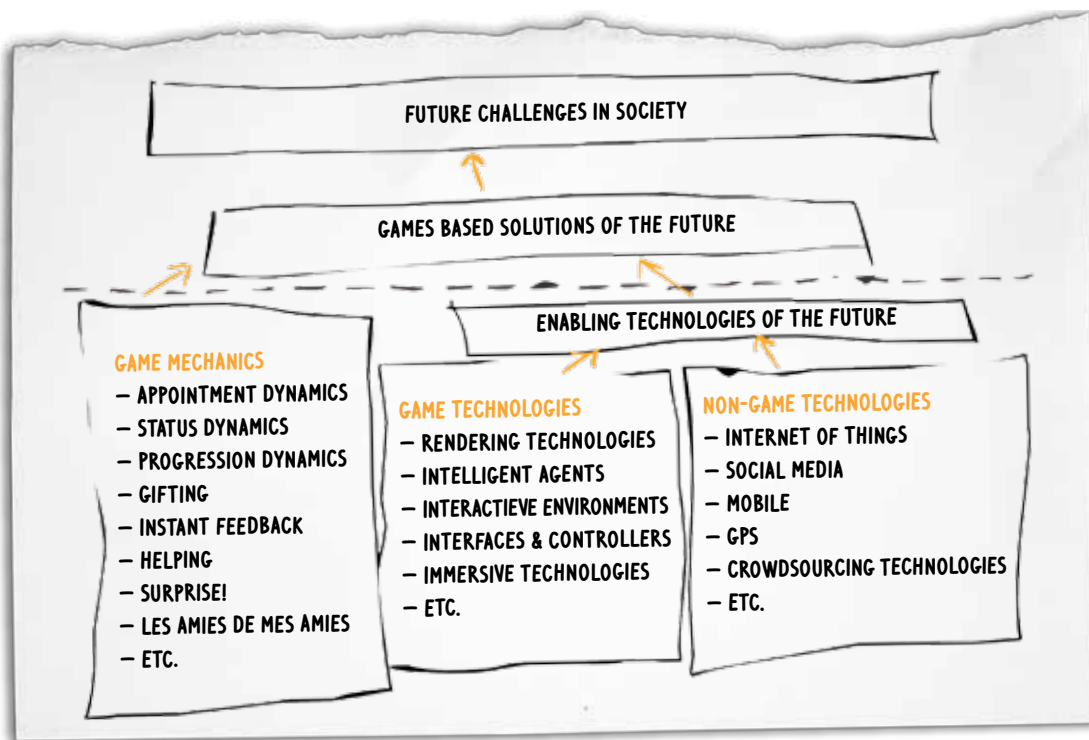 FUTURE CHALLENGES IN SOCIETY
GAMES BASED SOLUTIONS OF THE FUTURE
ENABLING TECHNOLOGIES OF THE FUTURE
GAME MECHANICS
– APPOINTMENT DYNAMICS
– STATUS DYNAMICS
– PROGRESSION DYNAMICS
– GIFTING
– INSTANT FEEDBACK
– HELPING
– SURPRISE!
– LES AMIES DE MES AMIES
– ETC.
GAME TECHNOLOGIES
– RENDERING TECHNOLOGIES
– INTELLIGENT AGENTS
– INTERACTIEVE ENVIRONMENTS
– INTERFACES & CONTROLLERS
– IMMERSIVE TECHNOLOGIES
– ETC.
NON-GAME TECHNOLOGIES
– INTERNET OF THINGS
– SOCIAL MEDIA
– MOBILE
– GPS
– CROWDSOURCING TECHNOLOGIES
– ETC.